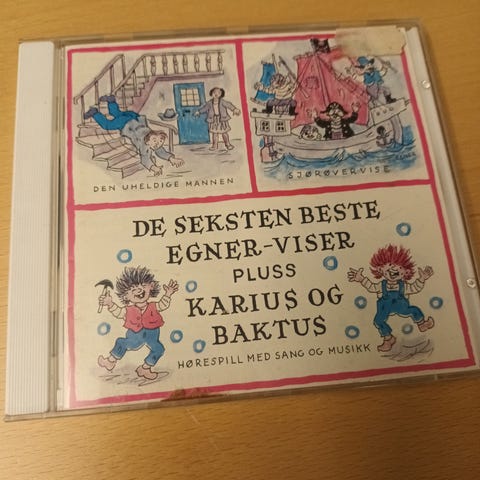 DEN UHELDIGE MANNEN
SJØRØVERVISE
DE SEKSTEN BESTE
EGNER-VISER
PLUSS
KARIUS OG
BAKTUS
HØRESPILL MED SANG OG MUSIKK